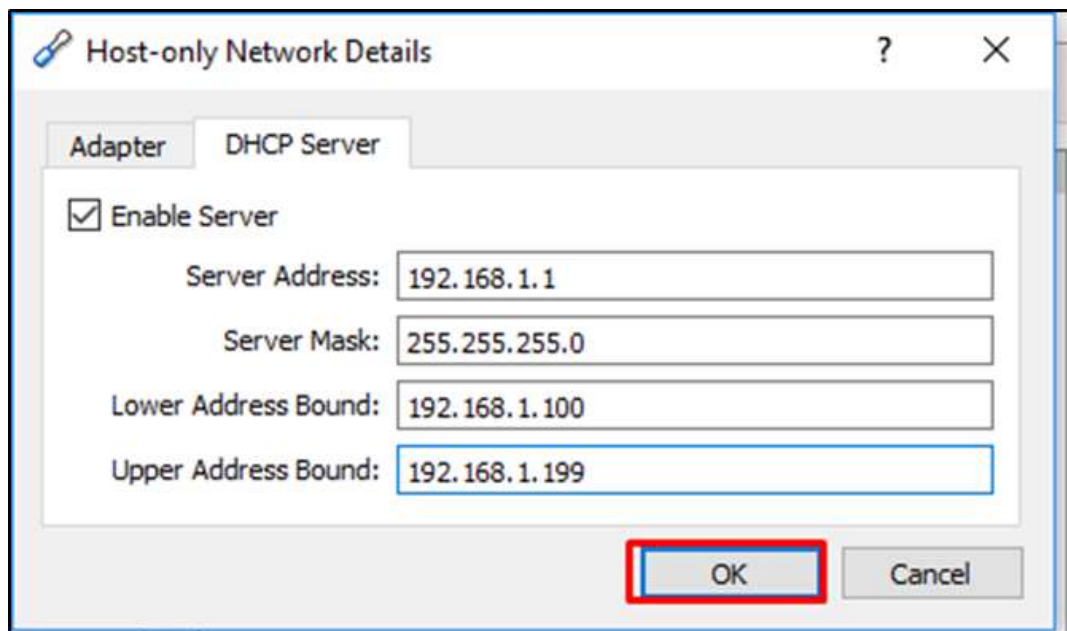 Host-only Network Details ?
Adapter DHCP Server
Enable Server
Server Address: 192.168.1.1
Server Mask: 255.255.255.0
Lower Address Bound: 192.168.1.100
Upper Address Bound: 192.168.1.199
OK Cancel